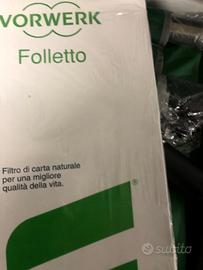 VORWERK
Folletto
Filtro di carta naturale
per una migliore
qualità della vita.
®
subito